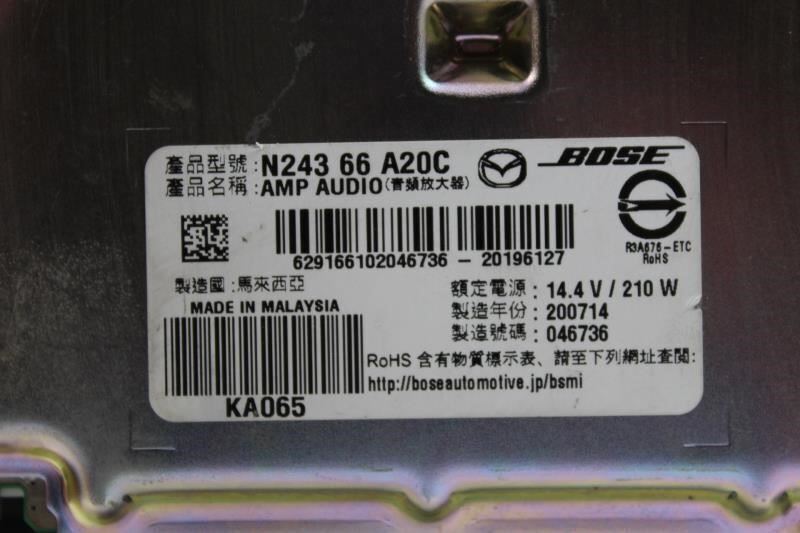 產品型號：N243 66 A20C
BOSE
產品名稱：AMP AUDIO(音頻放大器)
R3A676-ETC
RoHS
629166102046736 - 20196127
製造國：馬來西亞
MADE IN MALAYSIA
額定電源：14.4 V / 210 W
製造年份：200714
製造號碼：046736
RoHS 含有物質標示表、請至下列網址查閱：
http://boseautomotive.jp/bsmi
KA065